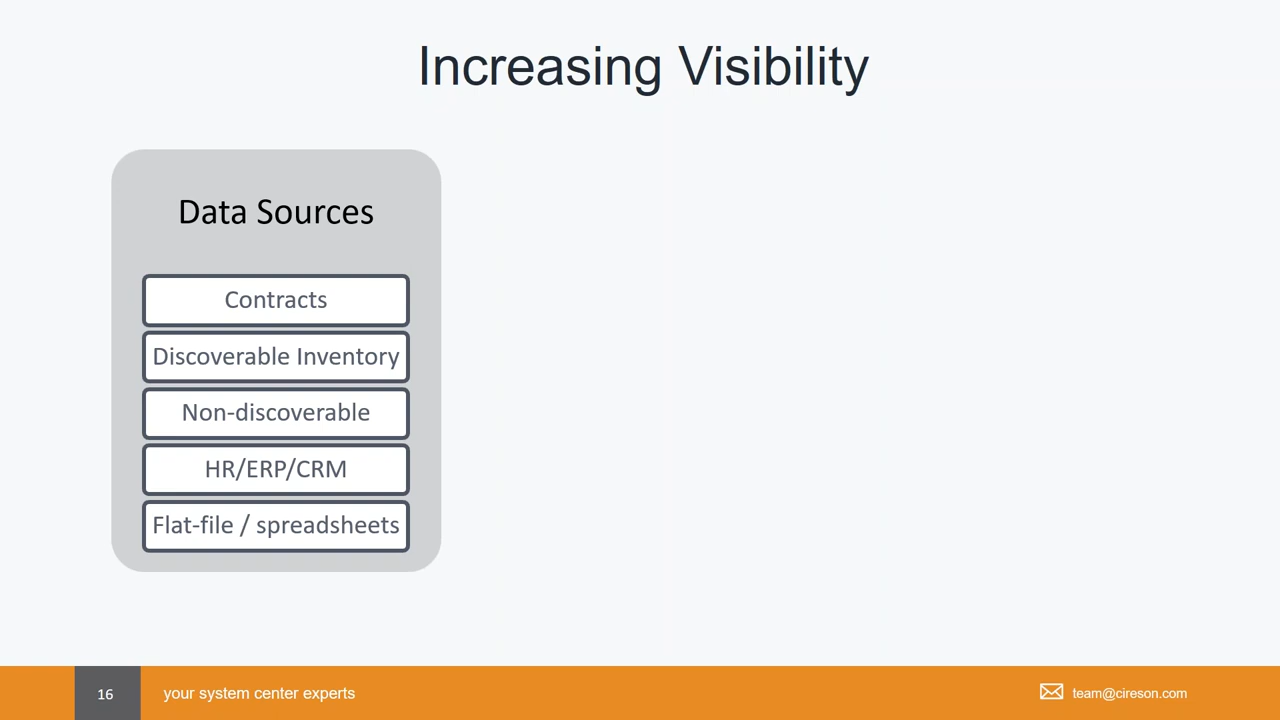 Increasing Visibility
Data Sources
Contracts
Discoverable Inventory
Non-discoverable
HR/ERP/CRM
Flat-file / spreadsheets
16
your system center experts
team@cireson.com